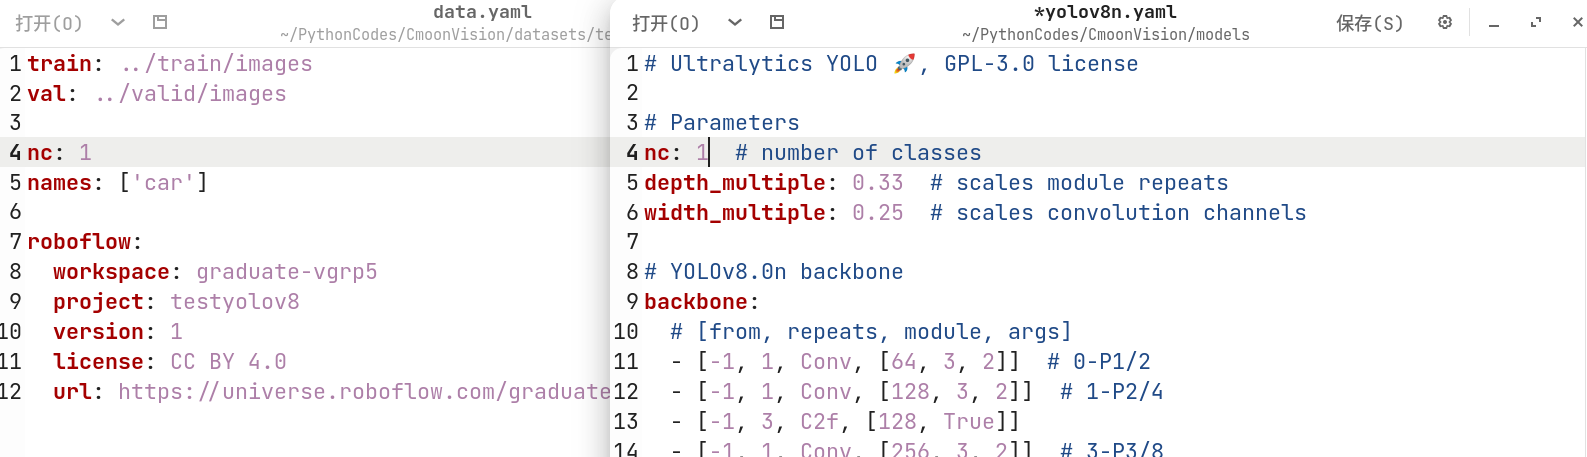 打开(O)
data.yaml
~/PythonCodes/CmoonVision/datasets/te
1 train: ../train/images
2 val: ../valid/images
3
4 nc: 1
5 names: ['car']
6
7 roboflow:
8   workspace: graduate-vgrp5
9   project: testyolov8
10   version: 1
11   license: CC BY 4.0
12   url: https://universe.roboflow.com/graduate
打开(O)
*yolov8n.yaml
~/PythonCodes/CmoonVision/models
保存(S)
1 # Ultralytics YOLO 🚀, GPL-3.0 license
2
3 # Parameters
4 nc: 1  # number of classes
5 depth_multiple: 0.33  # scales module repeats
6 width_multiple: 0.25  # scales convolution channels
7
8 # YOLOv8.0n backbone
9 backbone:
10   # [from, repeats, module, args]
11   - [-1, 1, Conv, [64, 3, 2]]  # 0-P1/2
12   - [-1, 1, Conv, [128, 3, 2]]  # 1-P2/4
13   - [-1, 3, C2f, [128, True]]
14   - [-1, 1, Conv, [256, 3, 2]]  # 3-P3/8